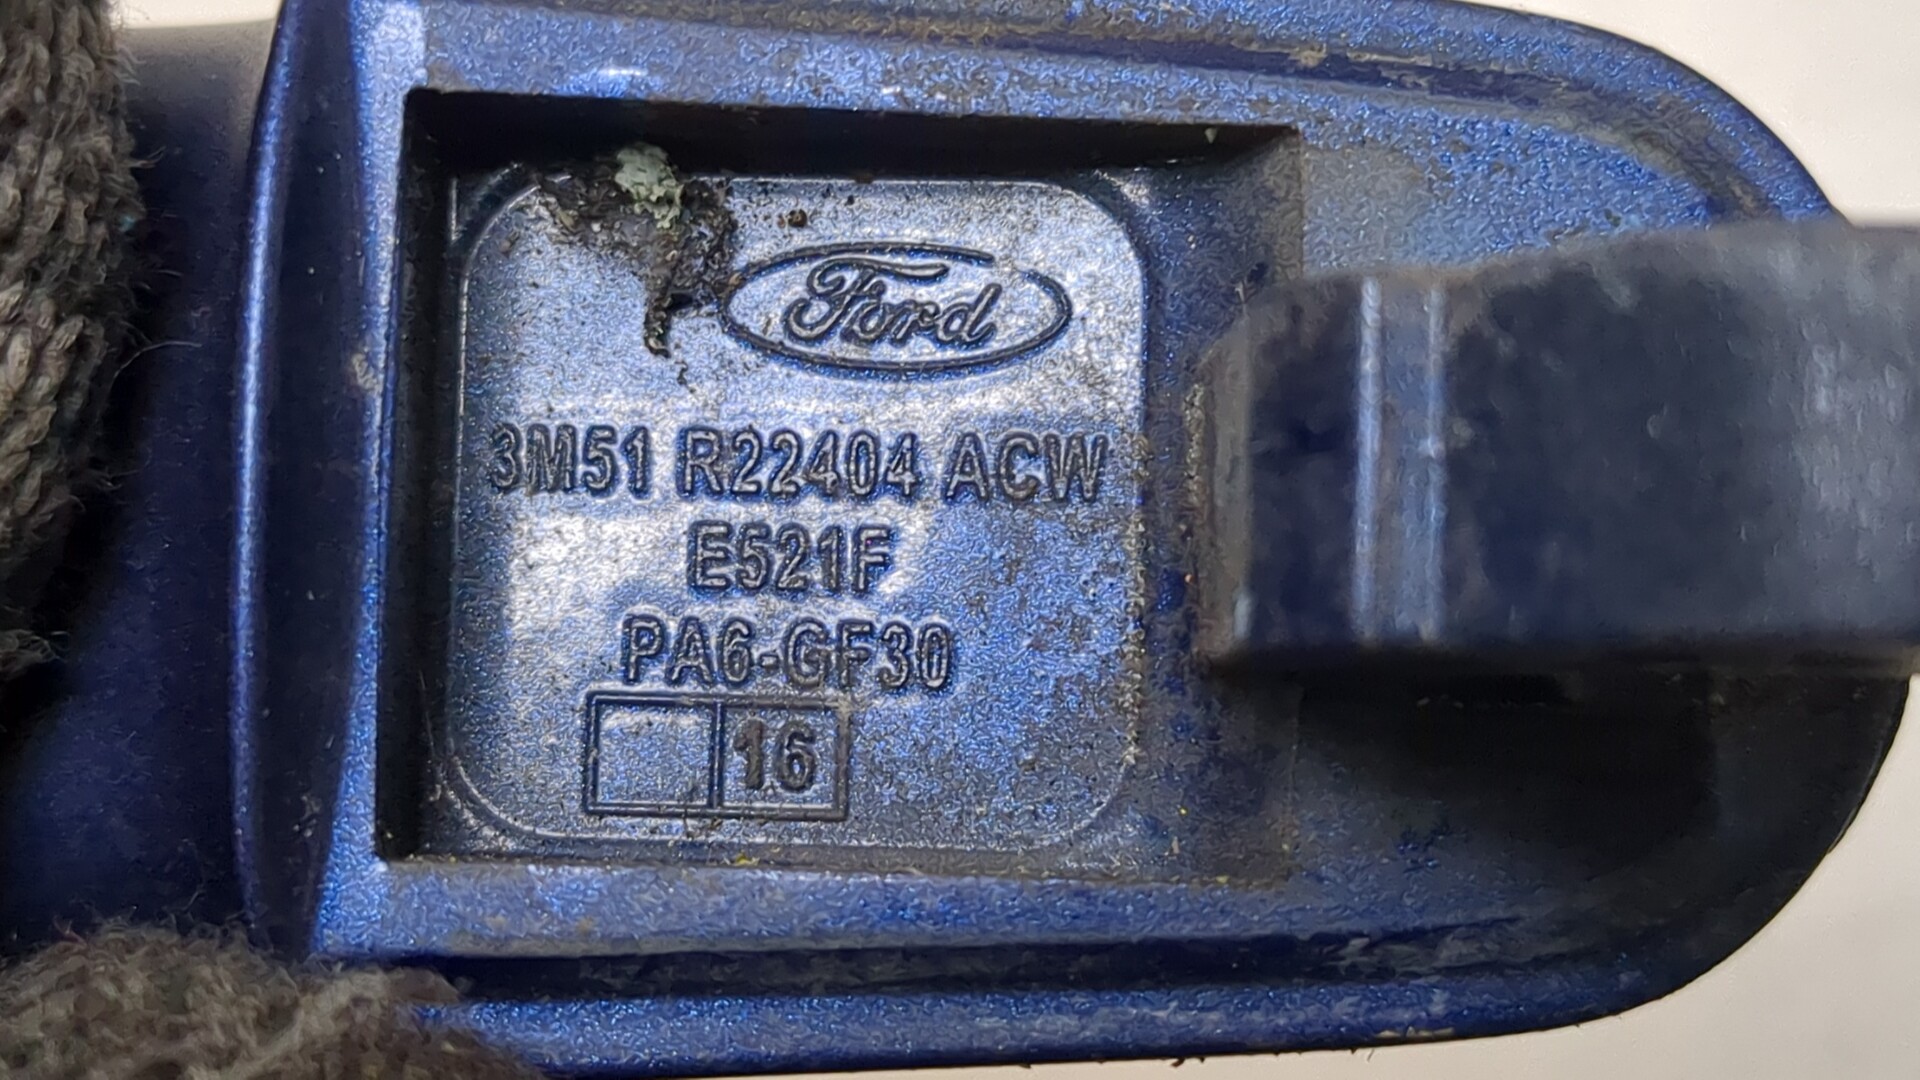 Ford
3M51 R22404 ACW
E521F
PA6-GF30
16